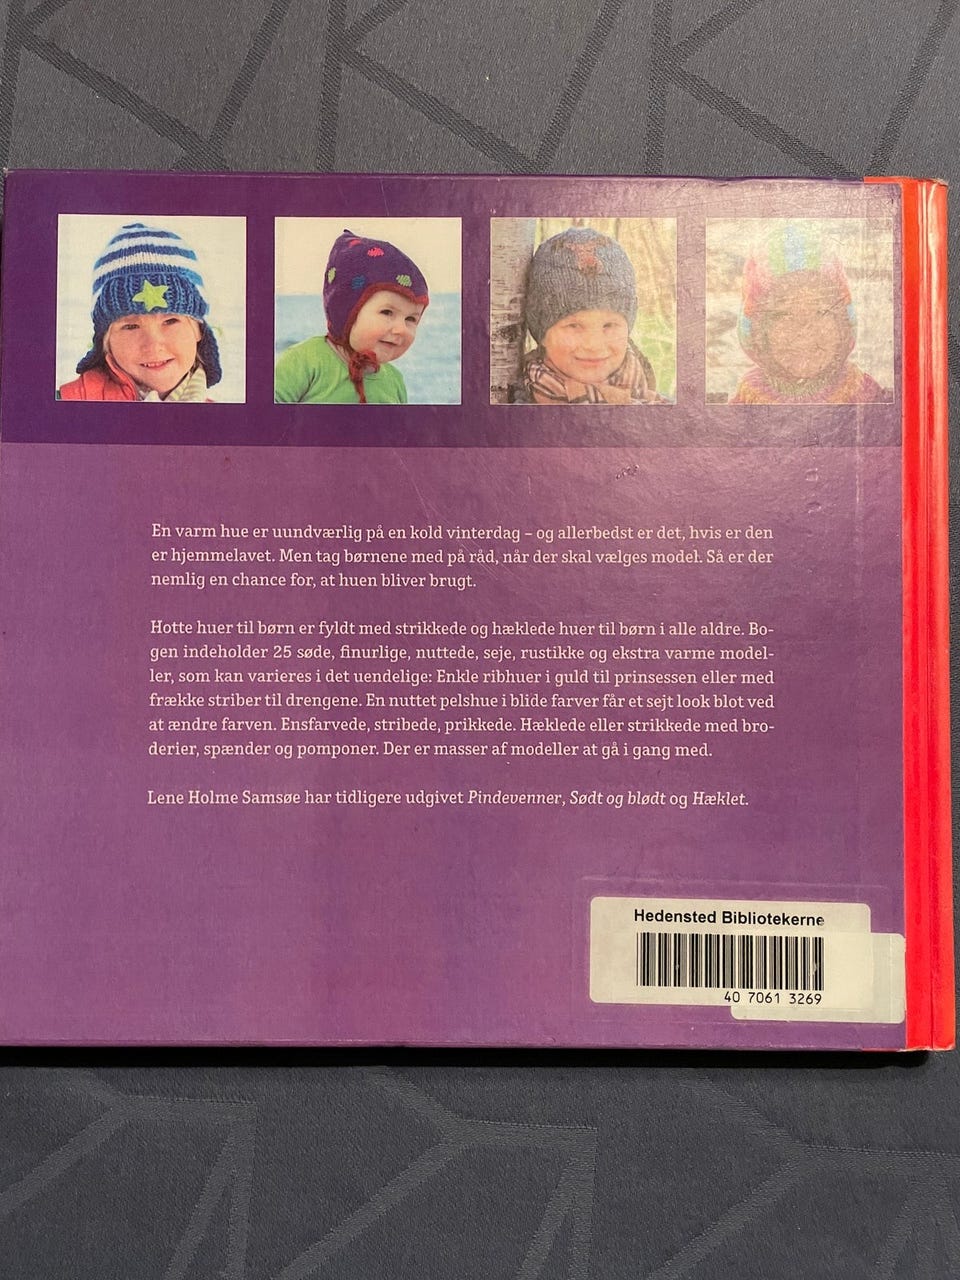 En varm hue er uundværlig på en kold vinterdag – og allerbedst er det, hvis er den
er hjemmelavet. Men tag børnene med på råd, når der skal vælges model. Så er der
nemlig en chance for, at huen bliver brugt.
Hotte huer til børn er fyldt med strikkede og hæklede huer til børn i alle aldre. Bo-
gen indeholder 25 søde, finurlige, nuttede, seje, rustikke og ekstra varme model-
ler, som kan varieres i det uendelige: Enkle ribhuer i guld til prinsessen eller med
frække striber til drengene. En nuttet pelshue i blide farver får et sejt look blot ved
at ændre farven. Ensfarvede, stribede, prikkede. Hæklede eller strikkede med bro-
derier, spænder og pomponer. Der er masser af modeller at gå i gang med.
Lene Holme Samsøe har tidligere udgivet Pindevenner, Sødt og blødt og Hæklet.
Hedensted Bibliotekerne
40 7061 3269